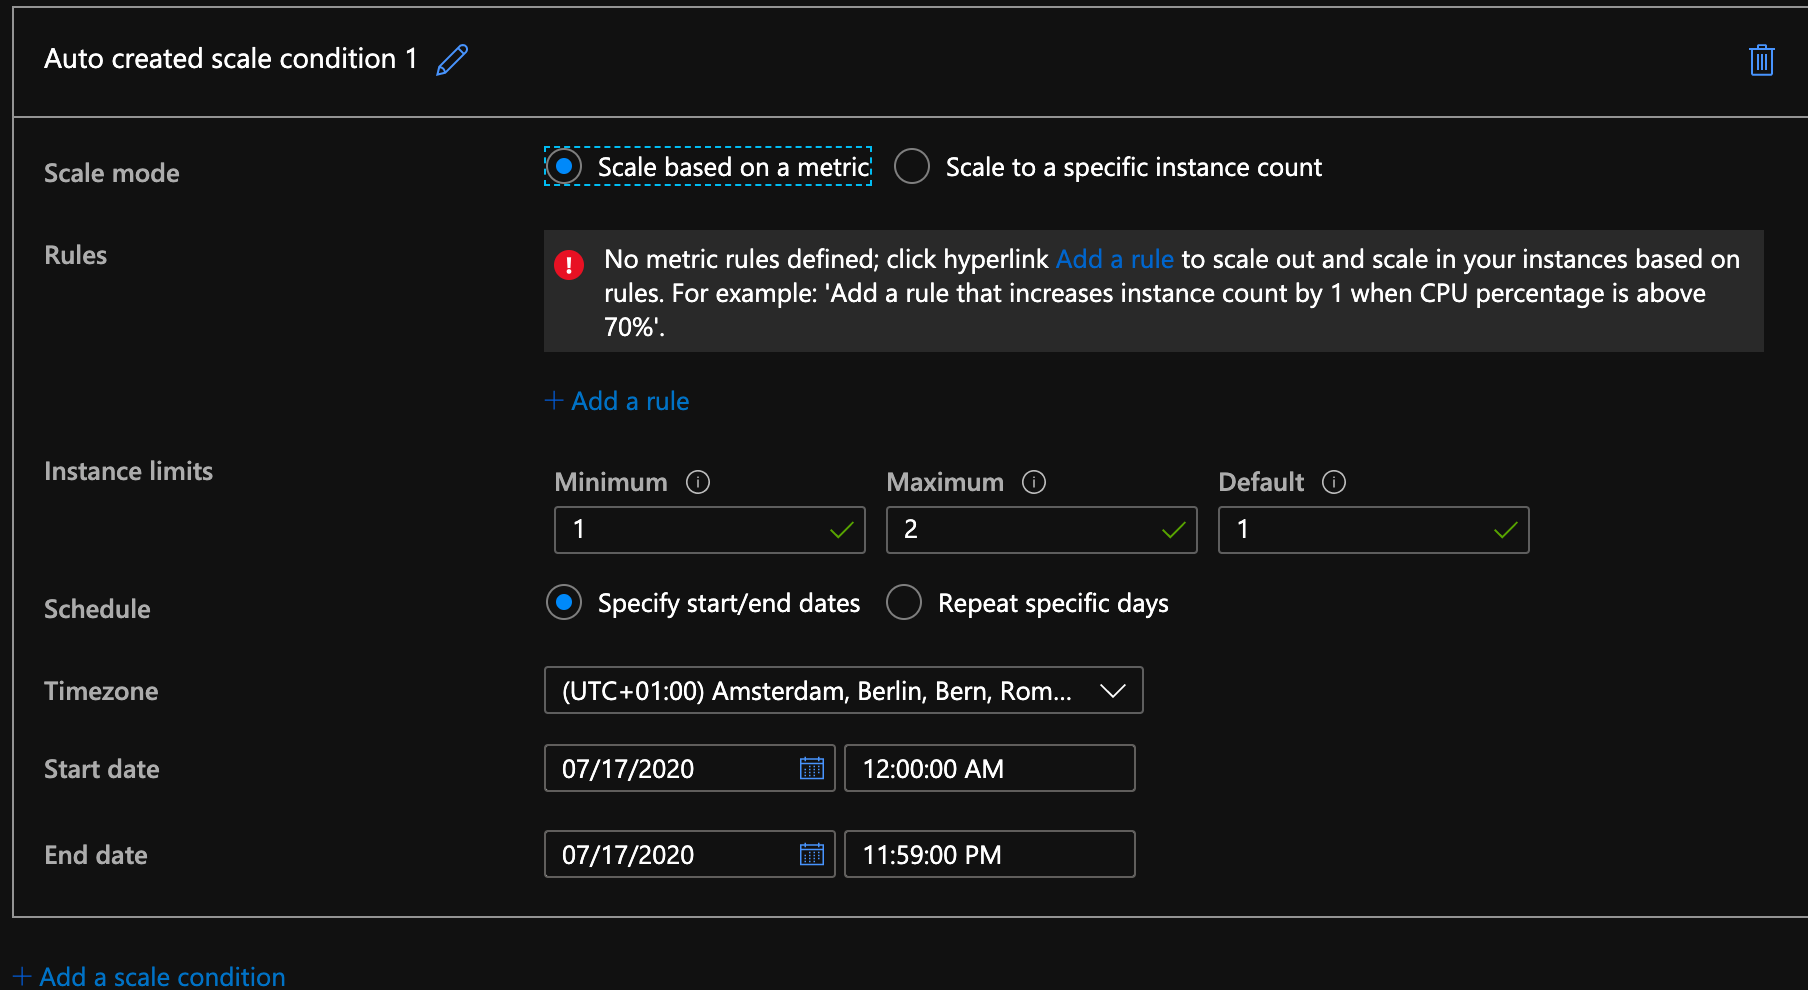 Auto created scale condition 1
Scale mode
Scale based on a metric
Scale to a specific instance count
Rules
No metric rules defined; click hyperlink Add a rule to scale out and scale in your instances based on
rules. For example: 'Add a rule that increases instance count by 1 when CPU percentage is above
70%'.
+ Add a rule
Instance limits
Minimum
Maximum
Default
1
2
1
Schedule
Specify start/end dates
Repeat specific days
Timezone
(UTC+01:00) Amsterdam, Berlin, Bern, Rom...
Start date
07/17/2020
12:00:00 AM
End date
07/17/2020
11:59:00 PM
+ Add a scale condition